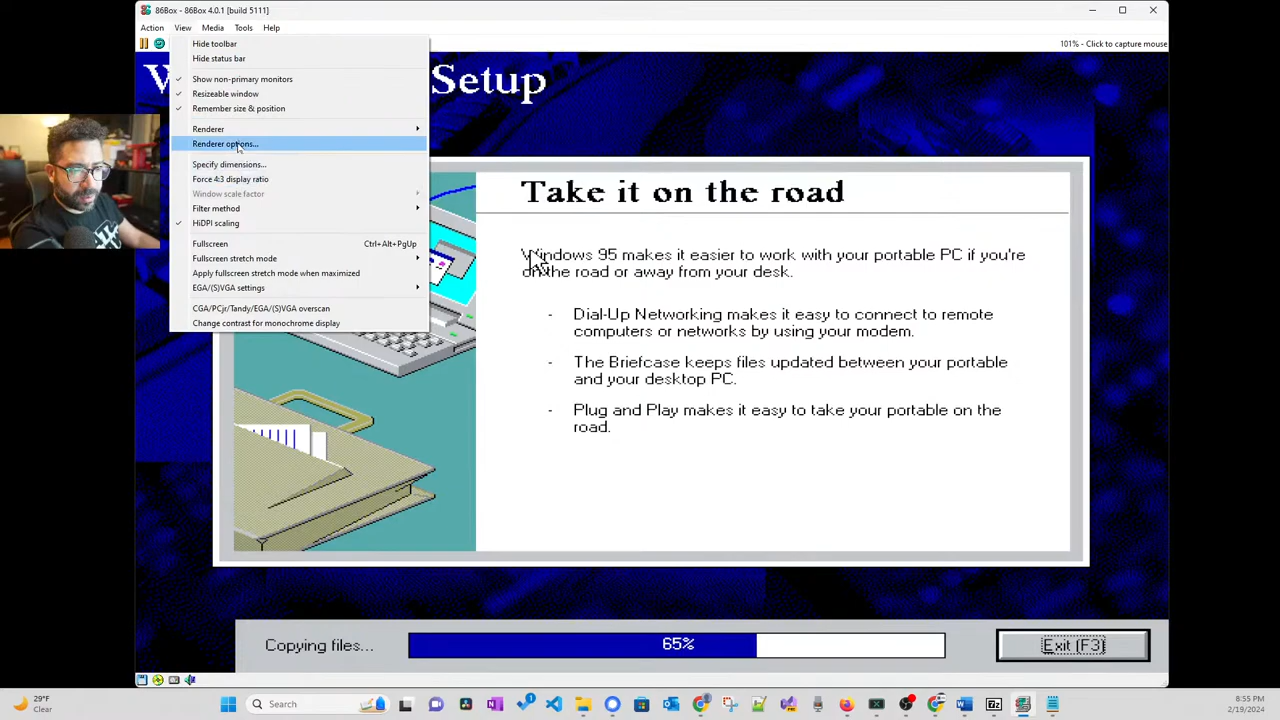 86Box - 86Box 4.0.1 [build 5111]
Action View Media Tools Help
101% - Click to capture mouse
Hide toolbar
Hide status bar
Show non-primary monitors
Resizeable window
Remember size & position
Renderer
Renderer options...
Specify dimensions...
Force 4:3 display ratio
Window scale factor
Filter method
HiDPI scaling
Fullscreen Ctrl+Alt+PgUp
Fullscreen stretch mode
Apply fullscreen stretch mode when maximized
EGA/(S)VGA settings
CGA/PCjr/Tandy/EGA/(S)VGA overscan
Change contrast for monochrome display
Setup
Take it on the road
Windows 95 makes it easier to work with your portable PC if you're
on the road or away from your desk.
- Dial-Up Networking makes it easy to connect to remote
computers or networks by using your modem.
- The Briefcase keeps files updated between your portable
and your desktop PC.
- Plug and Play makes it easy to take your portable on the
road.
Copying files... 65% Exit (F3)
29°F
Clear
Search
8:55 PM
2/19/2024